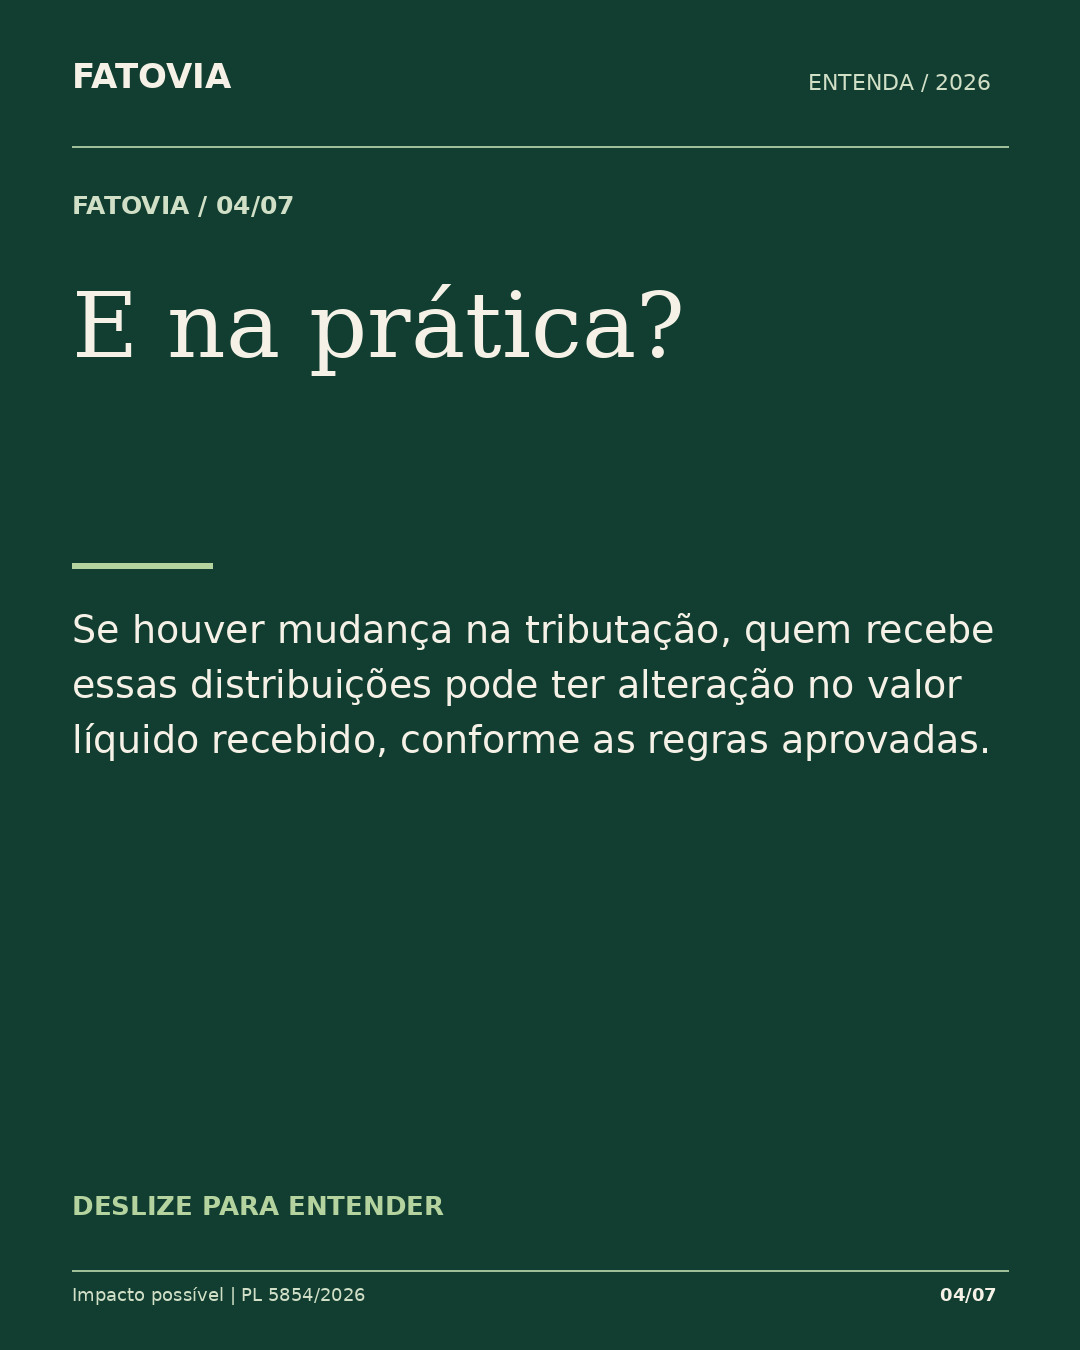 FATOVIA
ENTENDA / 2026
FATOVIA / 04/07
E na prática?
Se houver mudança na tributação, quem recebe
essas distribuições pode ter alteração no valor
líquido recebido, conforme as regras aprovadas.
DESLIZE PARA ENTENDER
Impacto possível | PL 5854/2026
04/07